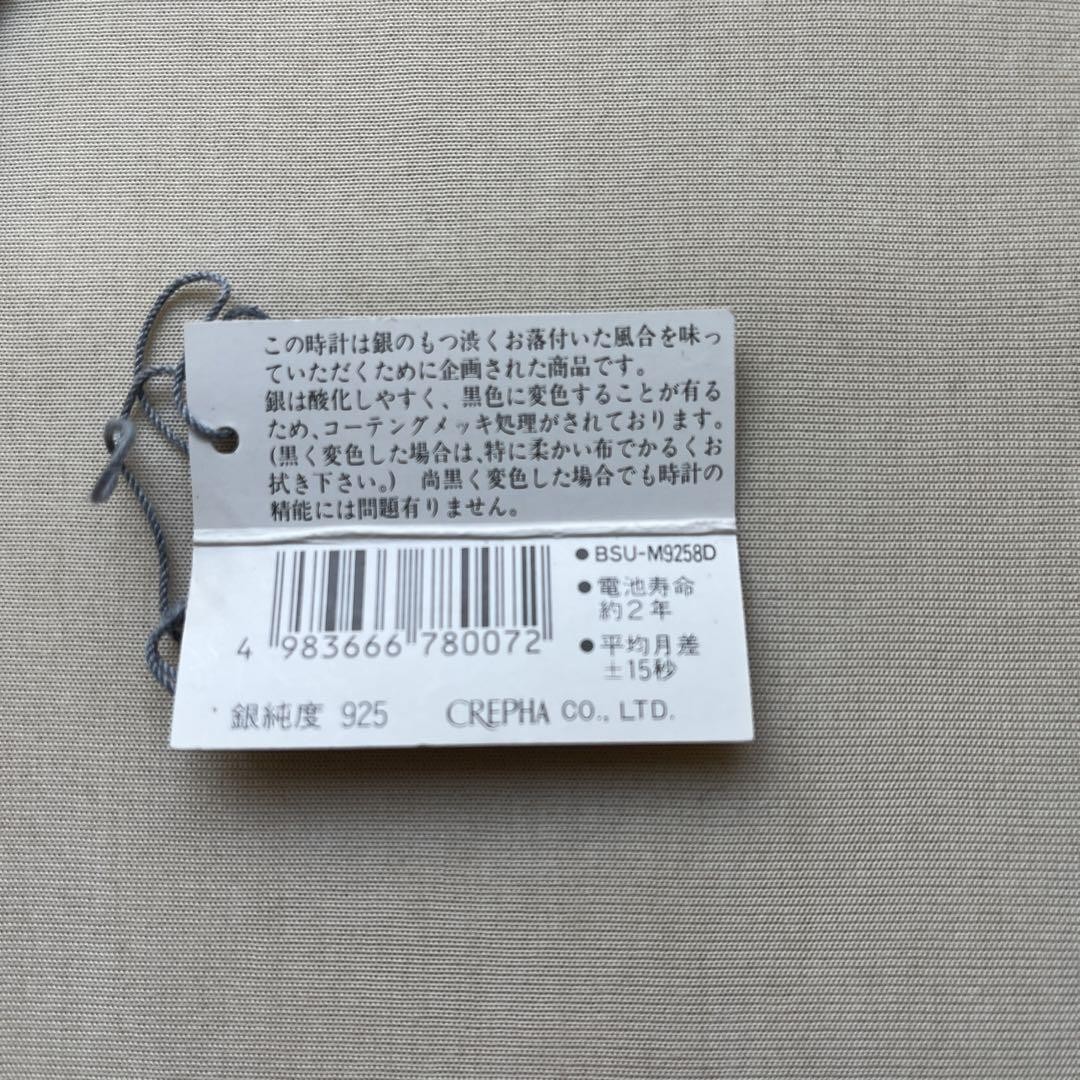 この時計は銀のもつ渋くお落付いた風合を味っ
ていただくために企画された商品です。
銀は酸化しやすく、黒色に変色することが有る
ため、コーテングメッキ処理がされております。
(黒く変色した場合は、特に柔かい布でかるくお
拭き下さい。) 尚黒く変色した場合でも時計の
精能には問題有りません。
●BSU-M9258D
●電池寿命
約2年
●平均月差
±15秒
4 983666 780072
銀純度 925 CREPHA CO., LTD.